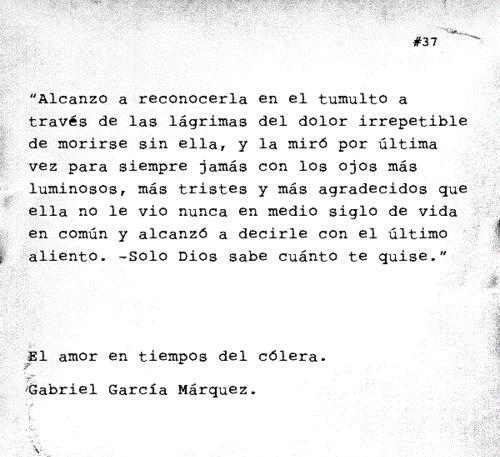 #37
"Alcanzo a reconocerla en el tumulto a
través de las lágrimas del dolor irrepetible
de morirse sin ella, y la miró por última
vez para siempre jamás con los ojos más
luminosos, más tristes y más agradecidos que
ella no le vio nunca en medio siglo de vida
en común y alcanzó a decirle con el último
aliento. -Solo Dios sabe cuánto te quise."
El amor en tiempos del cólera.
Gabriel García Márquez.